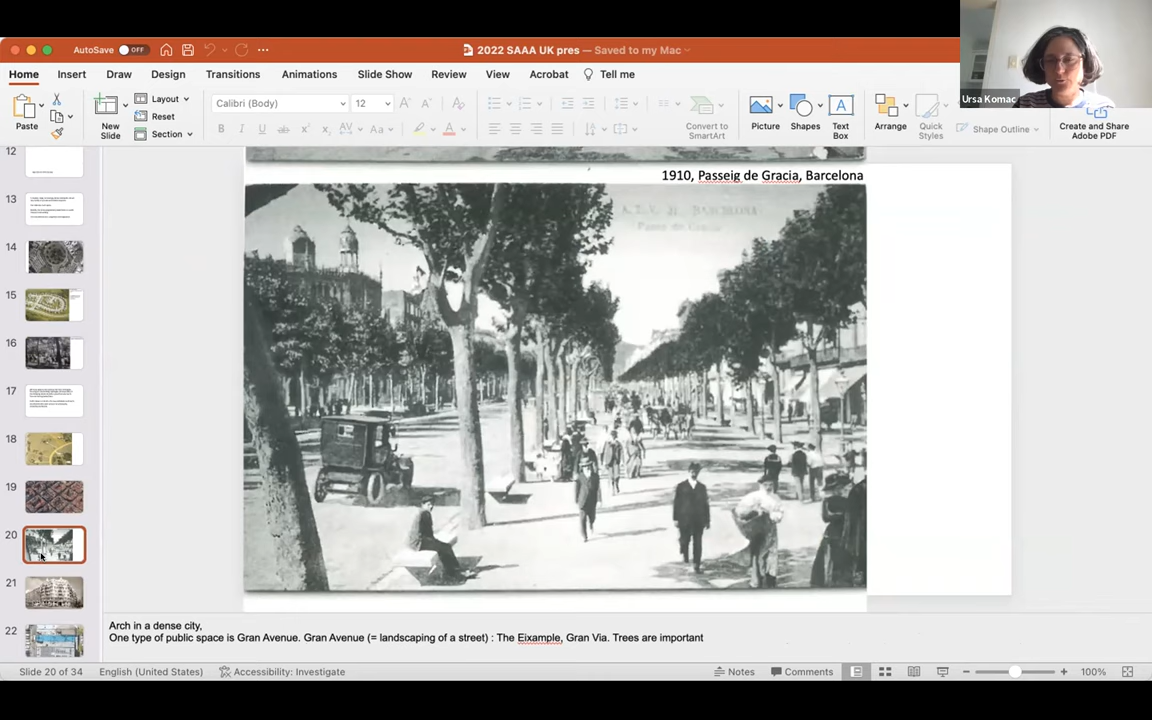 AutoSave OFF
2022 SAAA UK pres — Saved to my Mac
Home Insert Draw Design Transitions Animations Slide Show Review View Acrobat Tell me
Paste
New
Slide
Layout
Reset
Section
Calibri (Body) 12
Convert to
SmartArt
Picture
Shapes
Text
Box
Arrange
Quick
Styles
Shape Outline
Create and Share
Adobe PDF
Ursa Komac
12
13
14
15
16
17
18
19
20
21
22
1910, Passeig de Gracia, Barcelona
BARCELONA
Arch in a dense city,
One type of public space is Gran Avenue. Gran Avenue (= landscaping of a street) : The Eixample, Gran Via. Trees are important
Slide 20 of 34 English (United States) Accessibility: Investigate Notes Comments 100%